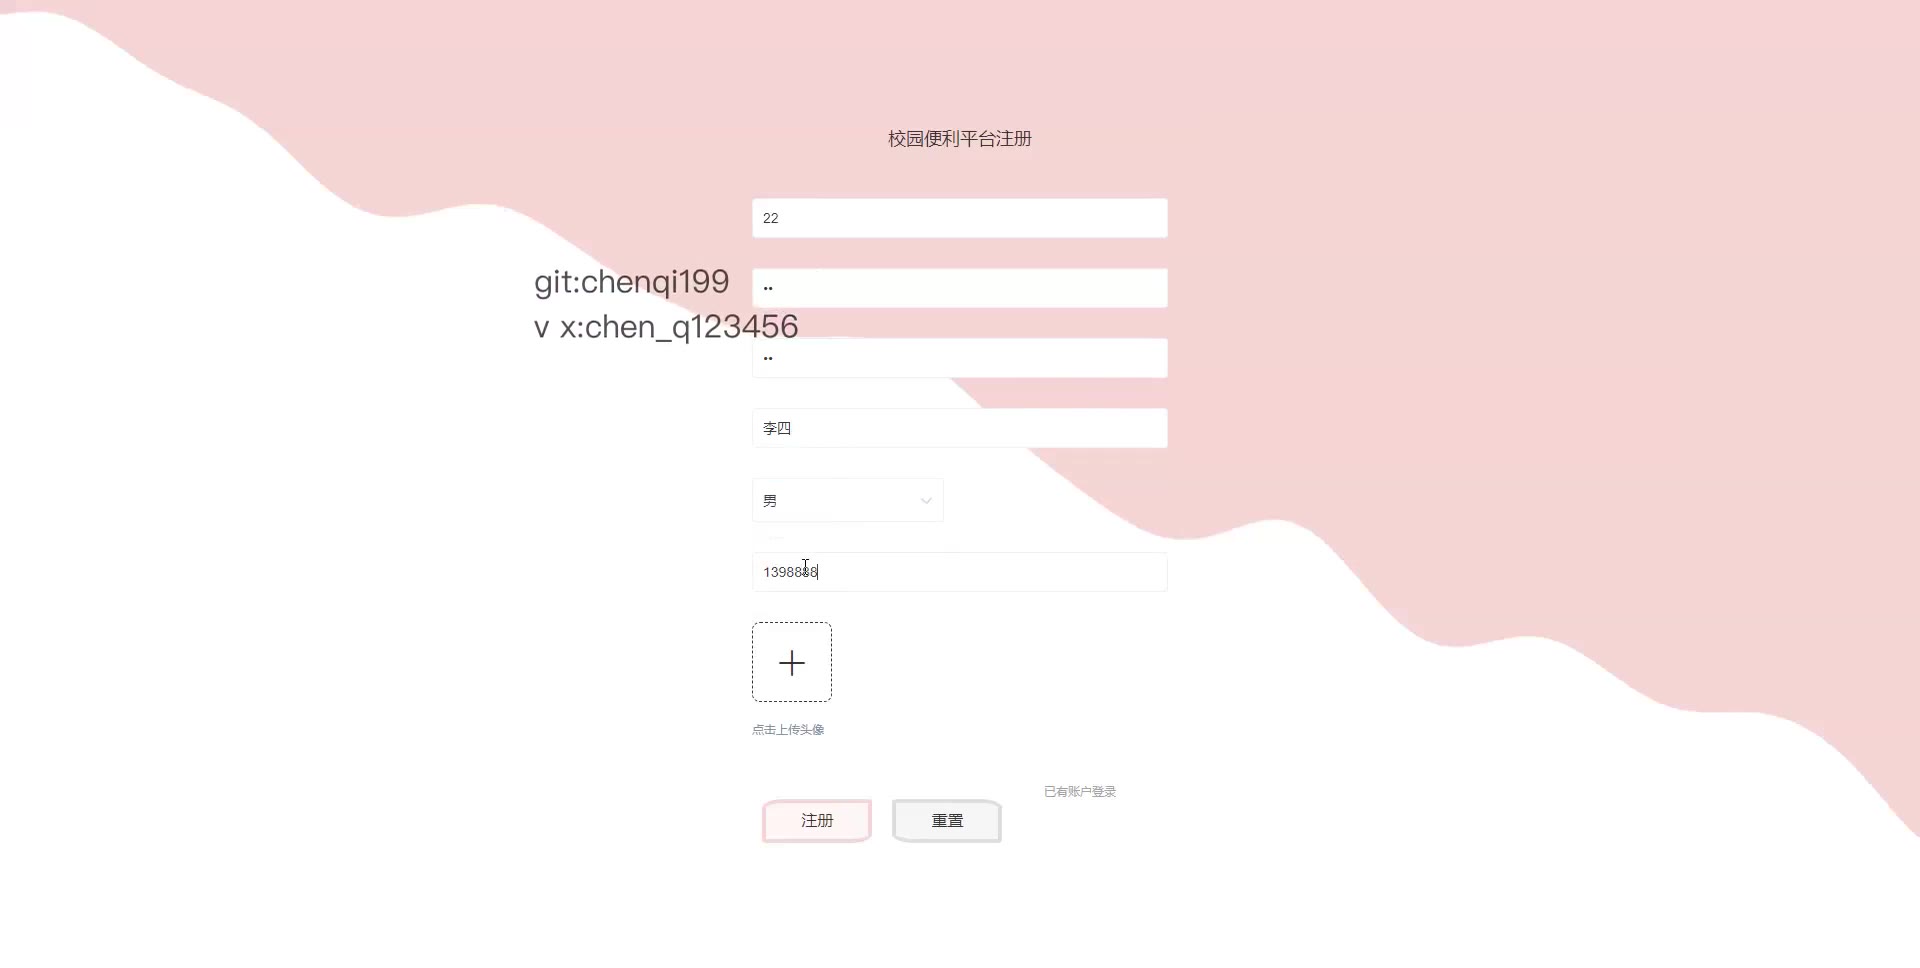 校园便利平台注册
22
git:chenqi199
••
v x:chen_q123456
••
李四
男
1398888
点击上传头像
已有账户登录
注册
重置